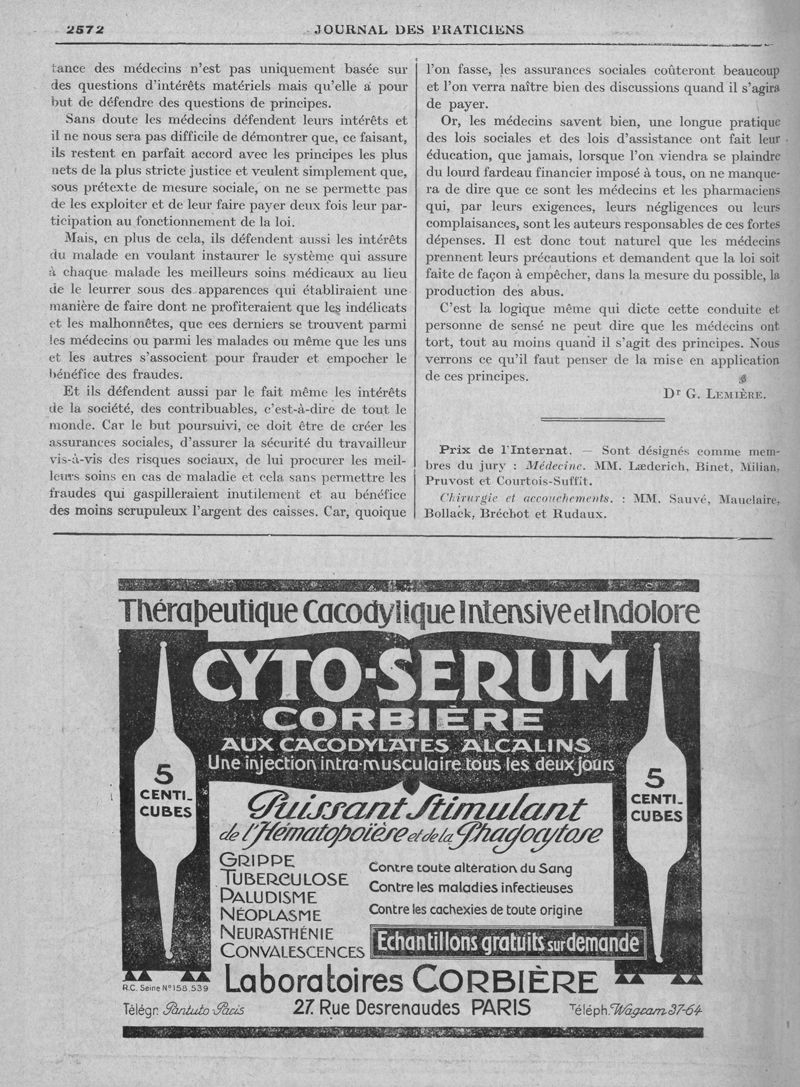 2572
JOURNAL DES PRATICIENS
tance des médecins n'est pas uniquement basée sur
des questions d'intérêts matériels mais qu'elle a pour
but de défendre des questions de principes.
Sans doute les médecins défendent leurs intérêts et
il ne nous sera pas difficile de démontrer que, ce faisant,
ils restent en parfait accord avec les principes les plus
nets de la plus stricte justice et veulent simplement que,
sous prétexte de mesure sociale, on ne se permette pas
de les exploiter et de leur faire payer deux fois leur par-
ticipation au fonctionnement de la loi.
Mais, en plus de cela, ils défendent aussi les intérêts
du malade en voulant instaurer le système qui assure
à chaque malade les meilleurs soins médicaux au lieu
de le leurrer sous des apparences qui établiraient une
manière de faire dont ne profiteraient que les indélicats
et les malhonnêtes, que ces derniers se trouvent parmi
les médecins ou parmi les malades ou même que les uns
et les autres s'associent pour frauder et empocher le
bénéfice des fraudes.
Et ils défendent aussi par le fait même les intérêts
de la société, des contribuables, c'est-à-dire de tout le
monde. Car le but poursuivi, ce doit être de créer les
assurances sociales, d'assurer la sécurité du travailleur
vis-à-vis des risques sociaux, de lui procurer les meil-
leurs soins en cas de maladie et cela sans permettre les
fraudes qui gaspilleraient inutilement et au bénéfice
des moins scrupuleux l'argent des caisses. Car, quoique
l'on fasse, les assurances sociales coûteront beaucoup
et l'on verra naître bien des discussions quand il s'agira
de payer.
Or, les médecins savent bien, une longue pratique
des lois sociales et des lois d'assistance ont fait leur
éducation, que jamais, lorsque l'on viendra se plaindre
du lourd fardeau financier imposé à tous, on ne manque-
ra de dire que ce sont les médecins et les pharmaciens
qui, par leurs exigences, leurs négligences ou leurs
complaisances, sont les auteurs responsables de ces fortes
dépenses. Il est donc tout naturel que les médecins
prennent leurs précautions et demandent que la loi soit
faite de façon à empêcher, dans la mesure du possible, la
production des abus.
C'est la logique même qui dicte cette conduite et
personne de sensé ne peut dire que les médecins ont
tort, tout au moins quand il s'agit des principes. Nous
verrons ce qu'il faut penser de la mise en application
de ces principes.
Dr G. LEMIÈRE.
Prix de l'Internat. — Sont désignés comme mem-
bres du jury : Médecine. MM. Læderich, Binet, Milian,
Pruvost et Courtois-Suffit.
Chirurgie et accouchements. : MM. Sauvé, Mauclaire,
Bollack, Bréchot et Rudaux.
Thérapeutique Cacodylique Intensive et Indolore
CYTO-SERUM
CORBIÈRE
AUX CACODYLATES ALCALINS
Une injection intra-musculaire tous les deux jours
5
CENTI-
CUBES
5
CENTI-
CUBES
Puissant Stimulant
de l'Hématopoïèse et de la Phagocytose
GRIPPE
TUBERCULOSE
PALUDISME
NÉOPLASME
NEURASTHÉNIE
CONVALESCENCES
Contre toute altération du Sang
Contre les maladies infectieuses
Contre les cachexies de toute origine
Echantillons gratuits sur demande
Laboratoires CORBIÈRE
R.C. Seine N° 158.539
Télégr. Pantuto-Paris
27, Rue Desrenaudes PARIS
Téléph. Wagram 37-64